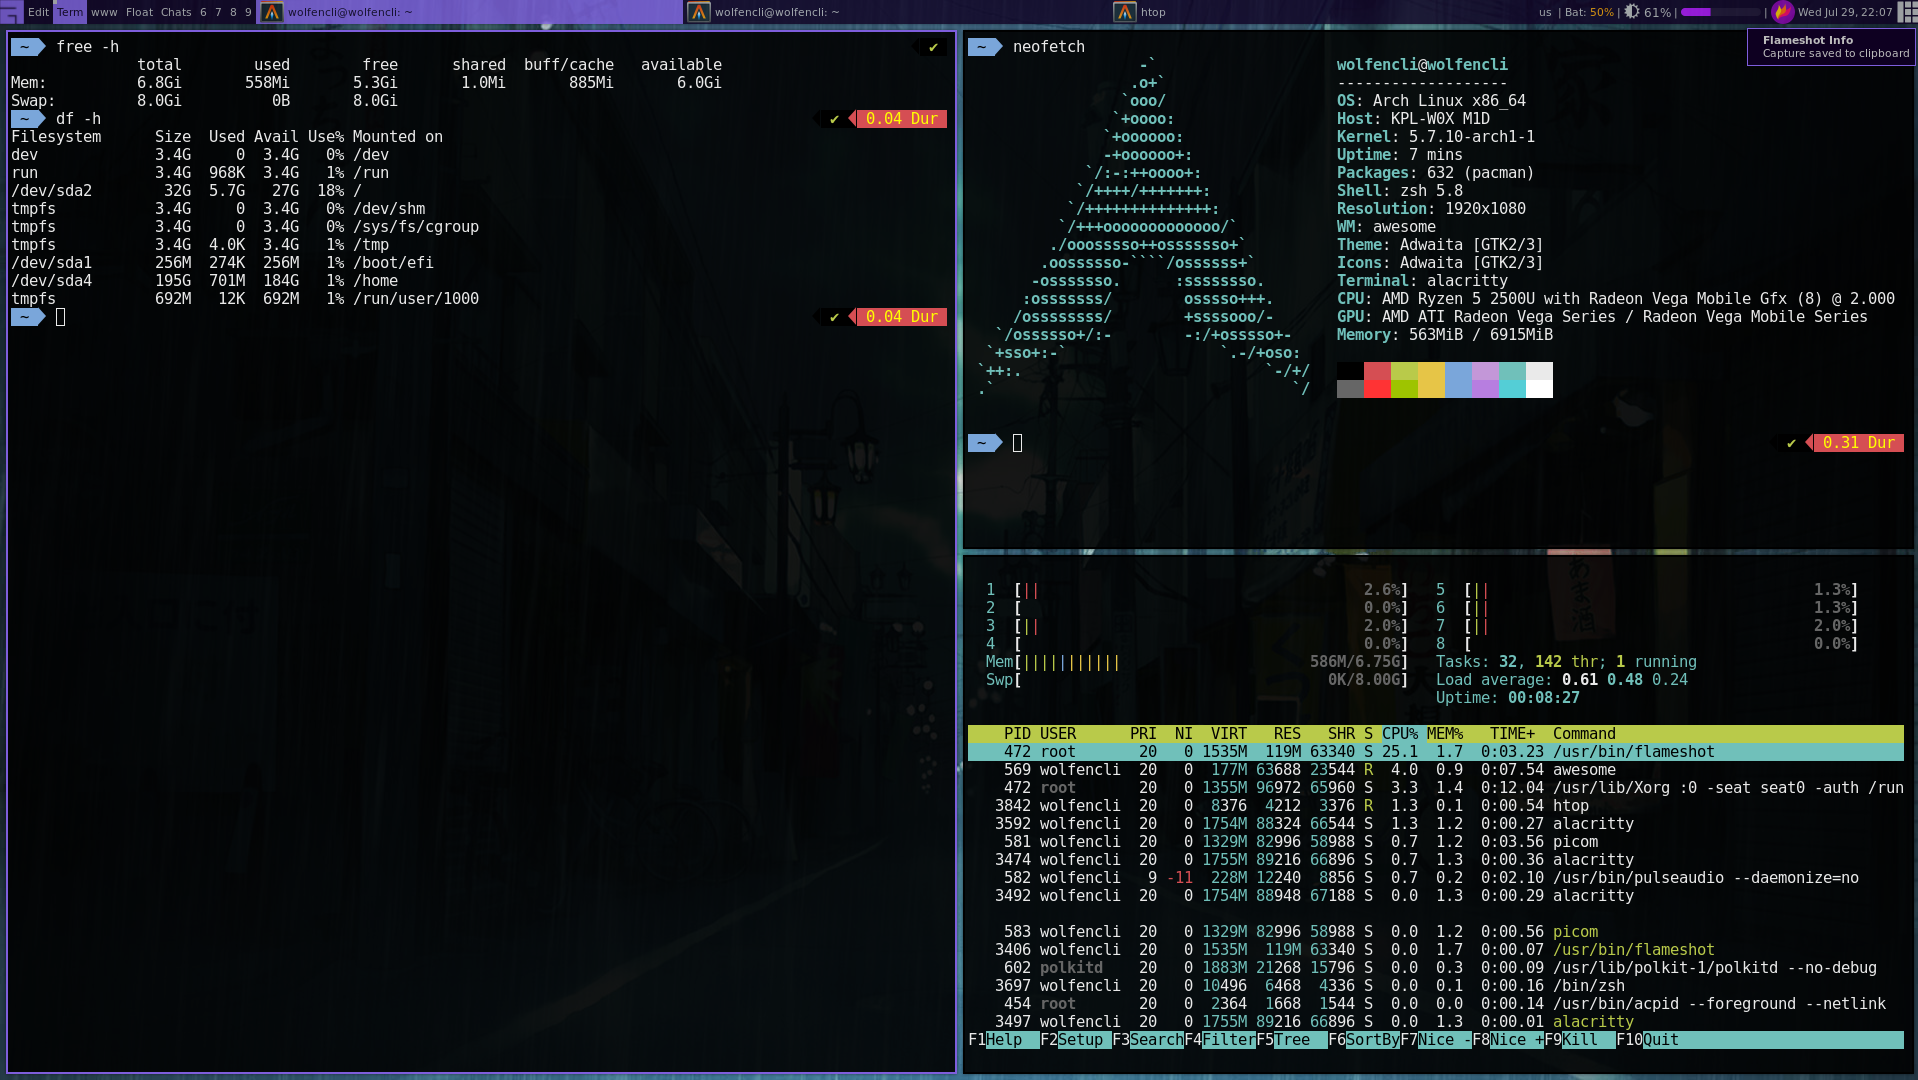 Edit Term www Float Chats 6 7 8 9 wolfencli@wolfencli: ~ wolfencli@wolfencli: ~ htop us | Bat: 50% | 61% | | Wed Jul 29, 22:07
Flameshot Info
Capture saved to clipboard
~ free -h ✔
total used free shared buff/cache available
Mem: 6.8Gi 558Mi 5.3Gi 1.0Mi 885Mi 6.0Gi
Swap: 8.0Gi 0B 8.0Gi
~ df -h ✔ 0.04 Dur
Filesystem Size Used Avail Use% Mounted on
dev 3.4G 0 3.4G 0% /dev
run 3.4G 968K 3.4G 1% /run
/dev/sda2 32G 5.7G 27G 18% /
tmpfs 3.4G 0 3.4G 0% /dev/shm
tmpfs 3.4G 0 3.4G 0% /sys/fs/cgroup
tmpfs 3.4G 4.0K 3.4G 1% /tmp
/dev/sda1 256M 274K 256M 1% /boot/efi
/dev/sda4 195G 701M 184G 1% /home
tmpfs 692M 12K 692M 1% /run/user/1000
~ ✔ 0.04 Dur
~ neofetch
-`
.o+`
`ooo/
`+oooo:
`+oooooo:
-+oooooo+:
`/:-:++oooo+:
`/++++/+++++++:
`/++++++++++++++:
`/+++ooooooooooooo/`
./ooosssso++osssssso+`
.oossssso-````/ossssss+`
-osssssso. :ssssssso.
:osssssss/ osssso+++.
/ossssssss/ +ssssooo/-
`/ossssso+/:- -:/+osssso+-
`+sso+:-` `.-/+oso:
`++:. `-/+/
.` `/
wolfencli@wolfencli
-------------------
OS: Arch Linux x86_64
Host: KPL-W0X M1D
Kernel: 5.7.10-arch1-1
Uptime: 7 mins
Packages: 632 (pacman)
Shell: zsh 5.8
Resolution: 1920x1080
WM: awesome
Theme: Adwaita [GTK2/3]
Icons: Adwaita [GTK2/3]
Terminal: alacritty
CPU: AMD Ryzen 5 2500U with Radeon Vega Mobile Gfx (8) @ 2.000
GPU: AMD ATI Radeon Vega Series / Radeon Vega Mobile Series
Memory: 563MiB / 6915MiB
~ ✔ 0.31 Dur
1 [|| 2.6%] 5 [|| 1.3%]
2 [ 0.0%] 6 [|| 1.3%]
3 [|| 2.0%] 7 [|| 2.0%]
4 [ 0.0%] 8 [ 0.0%]
Mem[||||||||||| 586M/6.75G] Tasks: 32, 142 thr; 1 running
Swp[ 0K/8.00G] Load average: 0.61 0.48 0.24
Uptime: 00:08:27
PID USER PRI NI VIRT RES SHR S CPU% MEM% TIME+ Command
472 root 20 0 1535M 119M 63340 S 25.1 1.7 0:03.23 /usr/bin/flameshot
569 wolfencli 20 0 177M 63688 23544 R 4.0 0.9 0:07.54 awesome
472 root 20 0 1355M 96972 65960 S 3.3 1.4 0:12.04 /usr/lib/Xorg :0 -seat seat0 -auth /run
3842 wolfencli 20 0 8376 4212 3376 R 1.3 0.1 0:00.54 htop
3592 wolfencli 20 0 1754M 88324 66544 S 1.3 1.2 0:00.27 alacritty
581 wolfencli 20 0 1329M 82996 58988 S 0.7 1.2 0:03.56 picom
3474 wolfencli 20 0 1755M 89216 66896 S 0.7 1.3 0:00.36 alacritty
582 wolfencli 9 -11 228M 12240 8856 S 0.7 0.2 0:02.10 /usr/bin/pulseaudio --daemonize=no
3492 wolfencli 20 0 1754M 88948 67188 S 0.0 1.3 0:00.29 alacritty
583 wolfencli 20 0 1329M 82996 58988 S 0.0 1.2 0:00.56 picom
3406 wolfencli 20 0 1535M 119M 63340 S 0.0 1.7 0:00.07 /usr/bin/flameshot
602 polkitd 20 0 1883M 21268 15796 S 0.0 0.3 0:00.09 /usr/lib/polkit-1/polkitd --no-debug
3697 wolfencli 20 0 10496 6468 4336 S 0.0 0.1 0:00.16 /bin/zsh
454 root 20 0 2364 1668 1544 S 0.0 0.0 0:00.14 /usr/bin/acpid --foreground --netlink
3497 wolfencli 20 0 1755M 89216 66896 S 0.0 1.3 0:00.01 alacritty
F1Help F2Setup F3SearchF4FilterF5Tree F6SortByF7Nice -F8Nice +F9Kill F10Quit